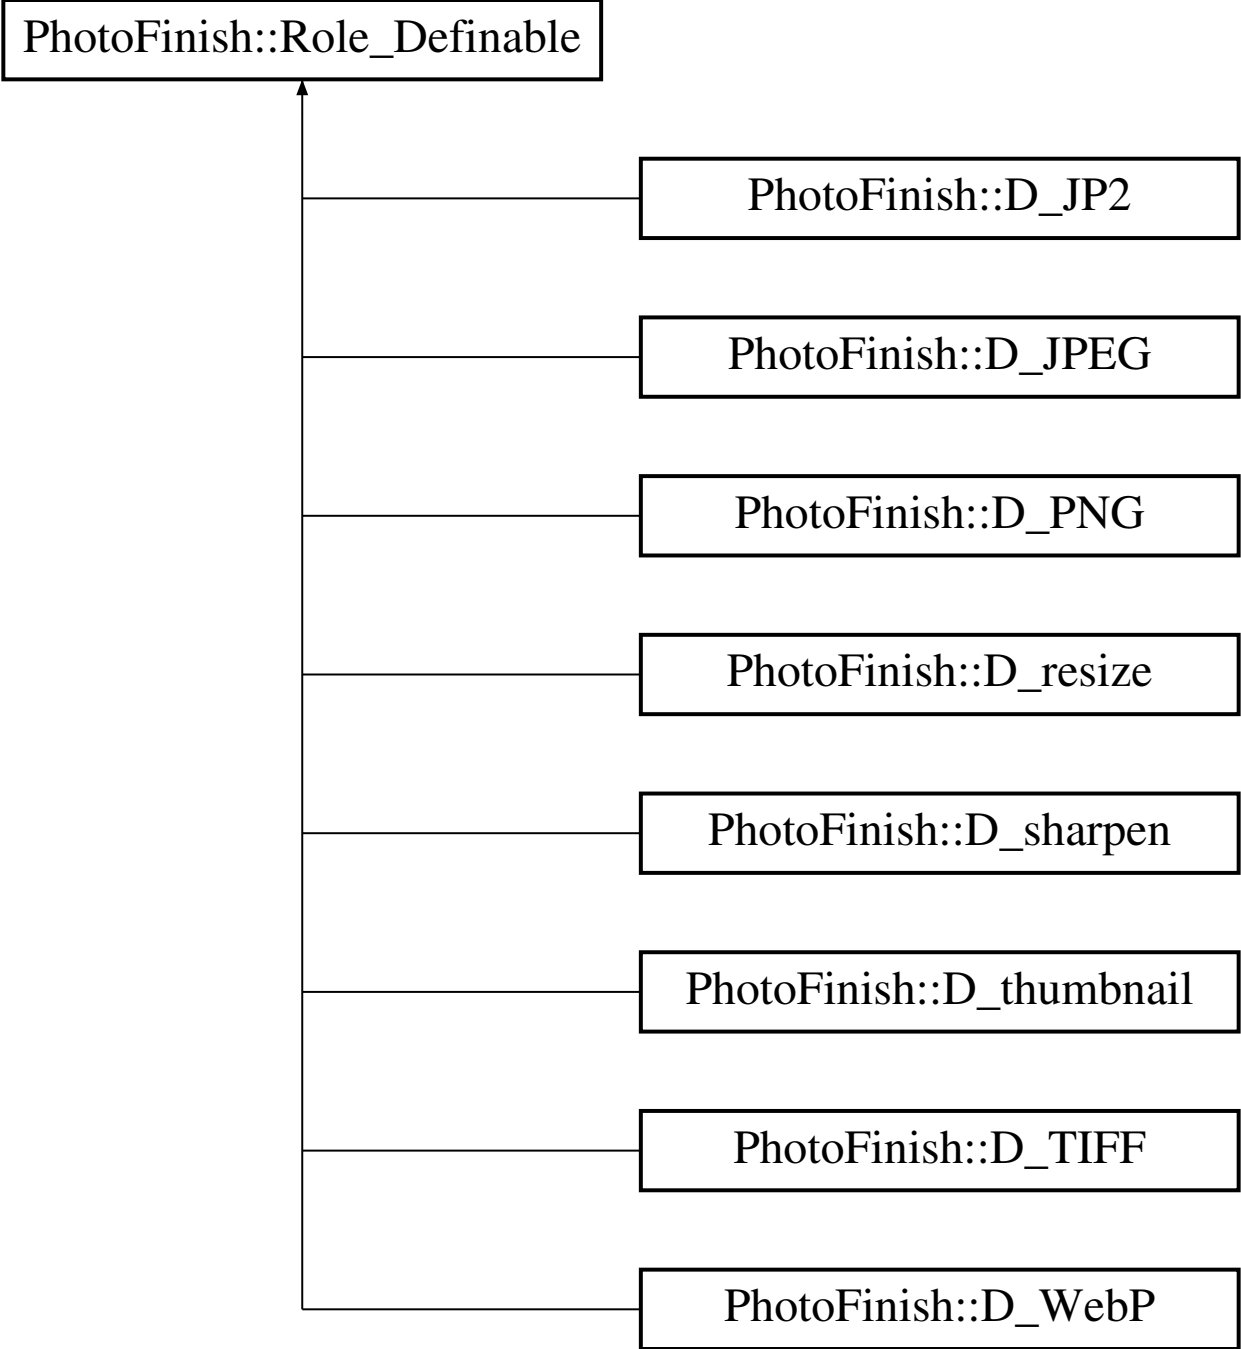 PhotoFinish::Role_Definable
PhotoFinish::D_JP2
PhotoFinish::D_JPEG
PhotoFinish::D_PNG
PhotoFinish::D_resize
PhotoFinish::D_sharpen
PhotoFinish::D_thumbnail
PhotoFinish::D_TIFF
PhotoFinish::D_WebP